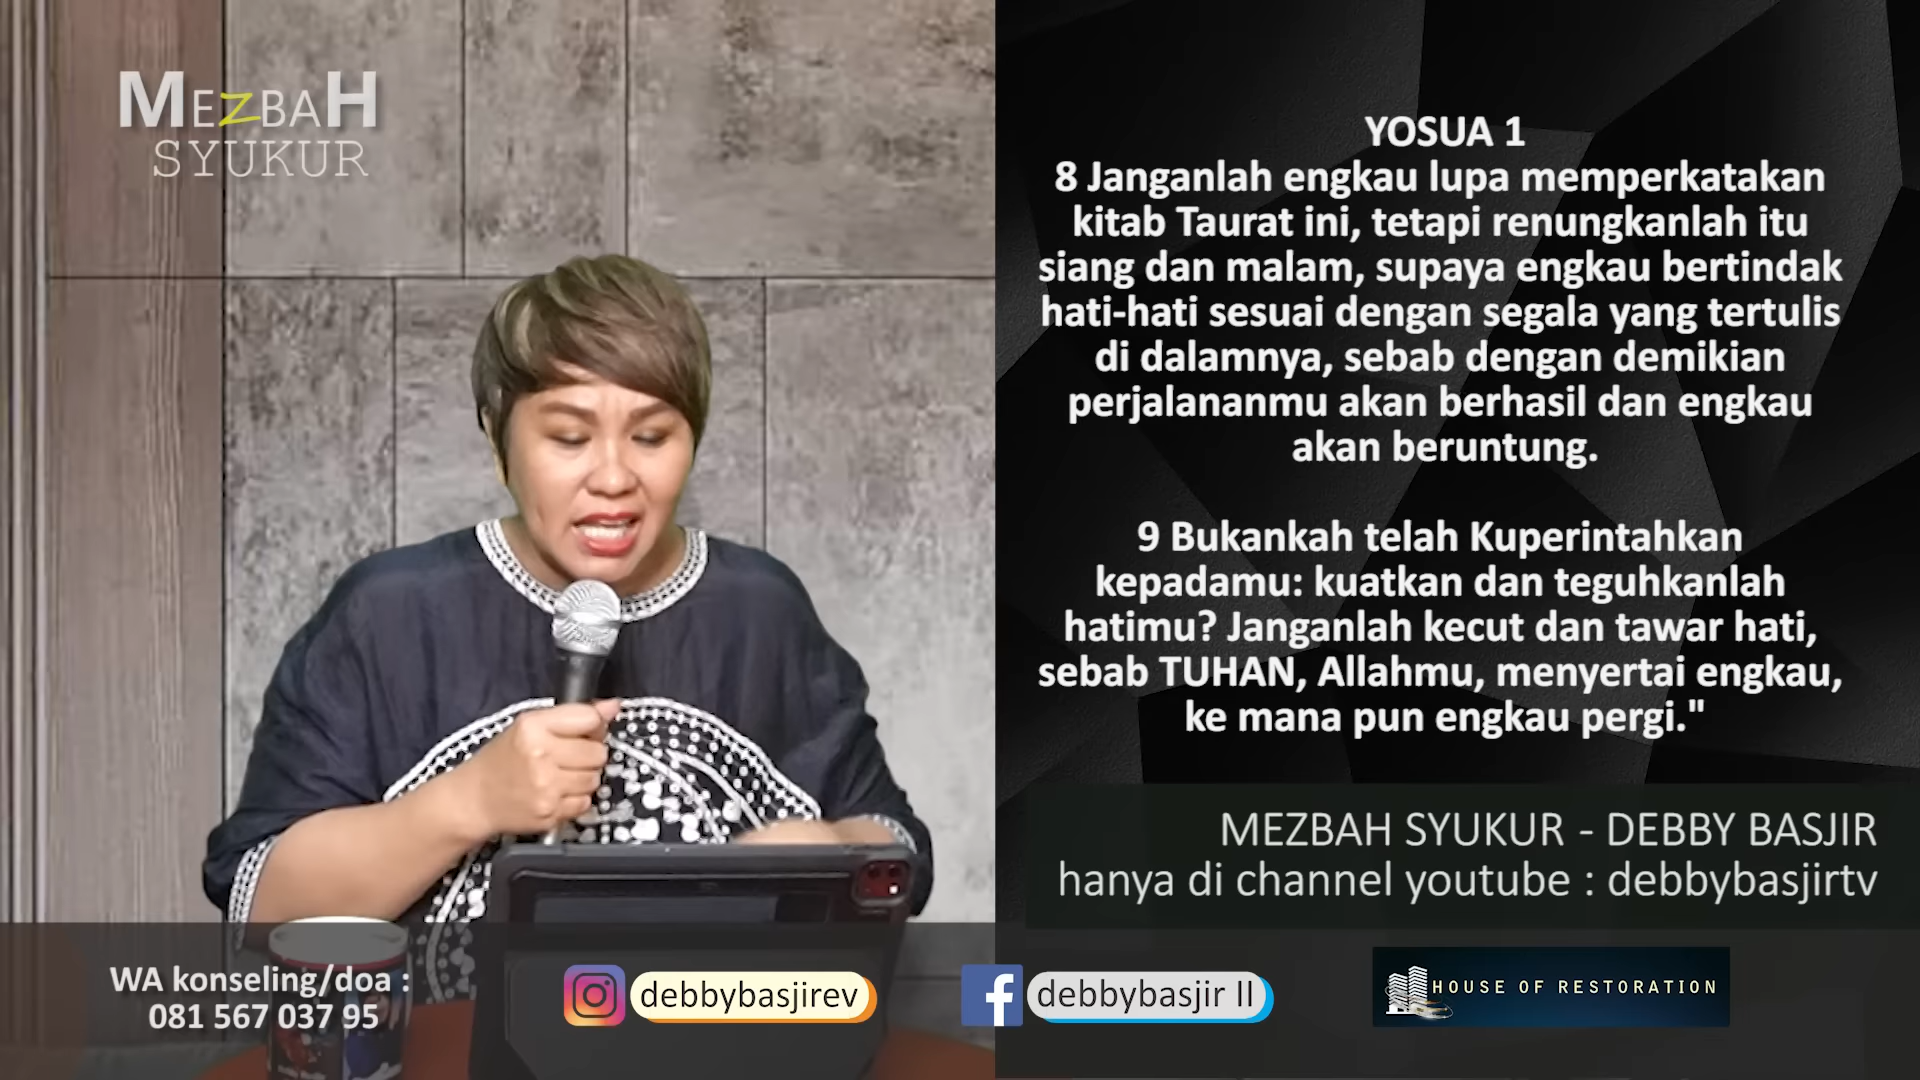 MEZBAH
SYUKUR
YOSUA 1
8 Janganlah engkau lupa memperkatakan
kitab Taurat ini, tetapi renungkanlah itu
siang dan malam, supaya engkau bertindak
hati-hati sesuai dengan segala yang tertulis
di dalamnya, sebab dengan demikian
perjalananmu akan berhasil dan engkau
akan beruntung.
9 Bukankah telah Kuperintahkan
kepadamu: kuatkan dan teguhkanlah
hatimu? Janganlah kecut dan tawar hati,
sebab TUHAN, Allahmu, menyertai engkau,
ke mana pun engkau pergi."
MEZBAH SYUKUR - DEBBY BASJIR
hanya di channel youtube : debbybasjirtv
WA konseling/doa :
081 567 037 95
debbybasjirev
debbybasjir II
HOUSE OF RESTORATION